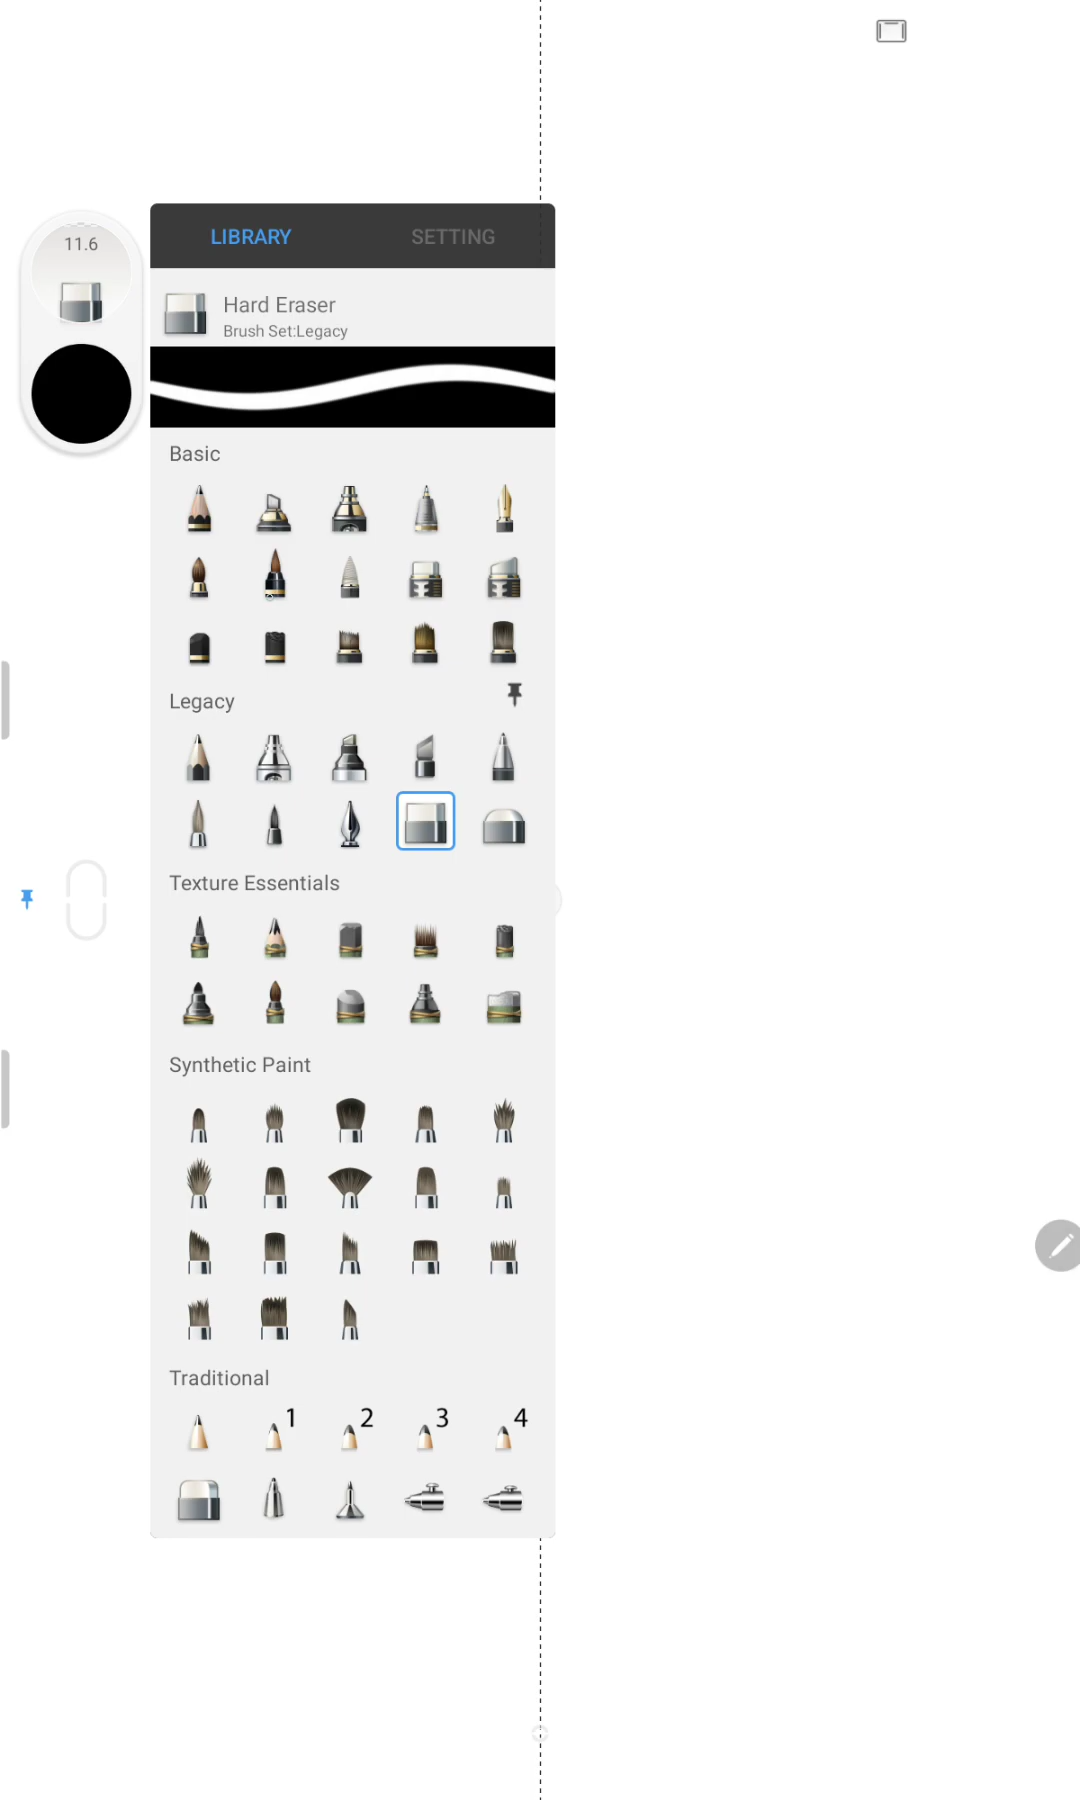 11.6
LIBRARY
SETTING
Hard Eraser
Brush Set:Legacy
Basic
Legacy
Texture Essentials
Synthetic Paint
Traditional
1 2 3 4